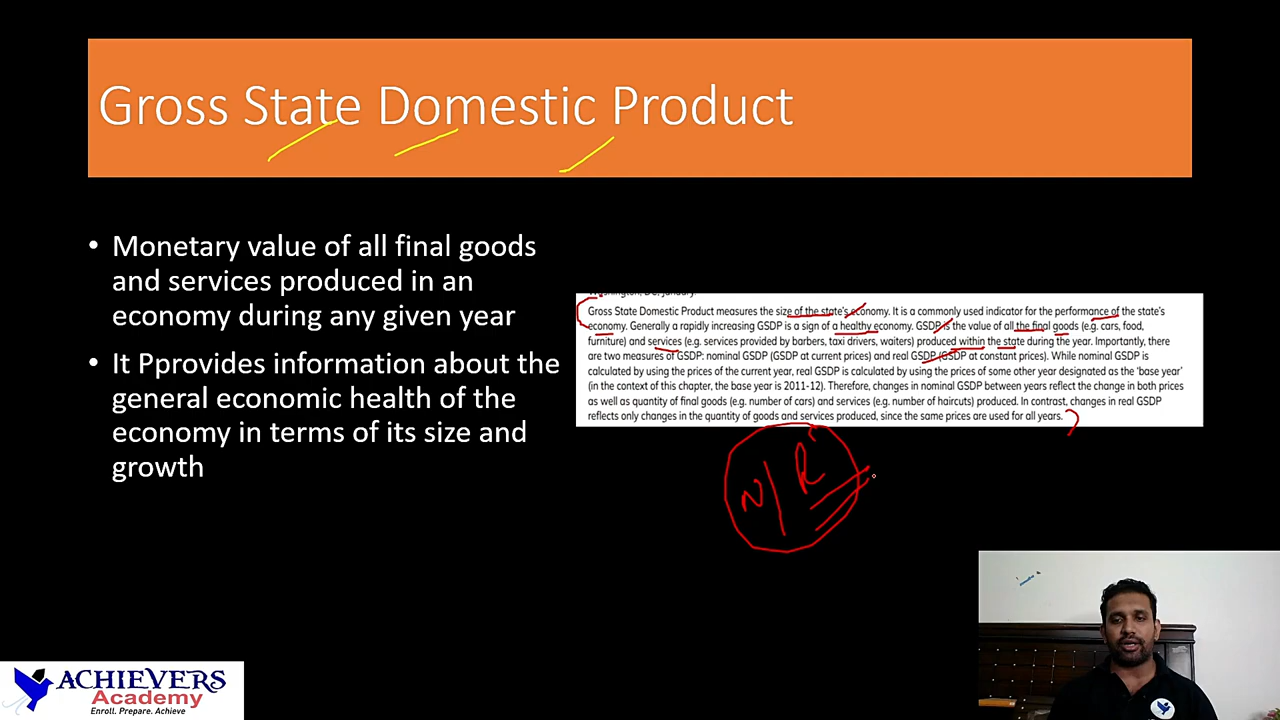 Gross State Domestic Product
• Monetary value of all final goods
and services produced in an
economy during any given year
• It Pprovides information about the
general economic health of the
economy in terms of its size and
growth
Washington, DC, January.
Gross State Domestic Product measures the size of the state's economy. It is a commonly used indicator for the performance of the state's
economy. Generally a rapidly increasing GSDP is a sign of a healthy economy. GSDP is the value of all the final goods (e.g. cars, food,
furniture) and services (e.g. services provided by barbers, taxi drivers, waiters) produced within the state during the year. Importantly, there
are two measures of GSDP: nominal GSDP (GSDP at current prices) and real GSDP (GSDP at constant prices). While nominal GSDP is
calculated by using the prices of the current year, real GSDP is calculated by using the prices of some other year designated as the 'base year'
(in the context of this chapter, the base year is 2011-12). Therefore, changes in nominal GSDP between years reflect the change in both prices
as well as quantity of final goods (e.g. number of cars) and services (e.g. number of haircuts) produced. In contrast, changes in real GSDP
reflects only changes in the quantity of goods and services produced, since the same prices are used for all years.
N/R
ACHIEVERS
Academy
Enroll. Prepare. Achieve